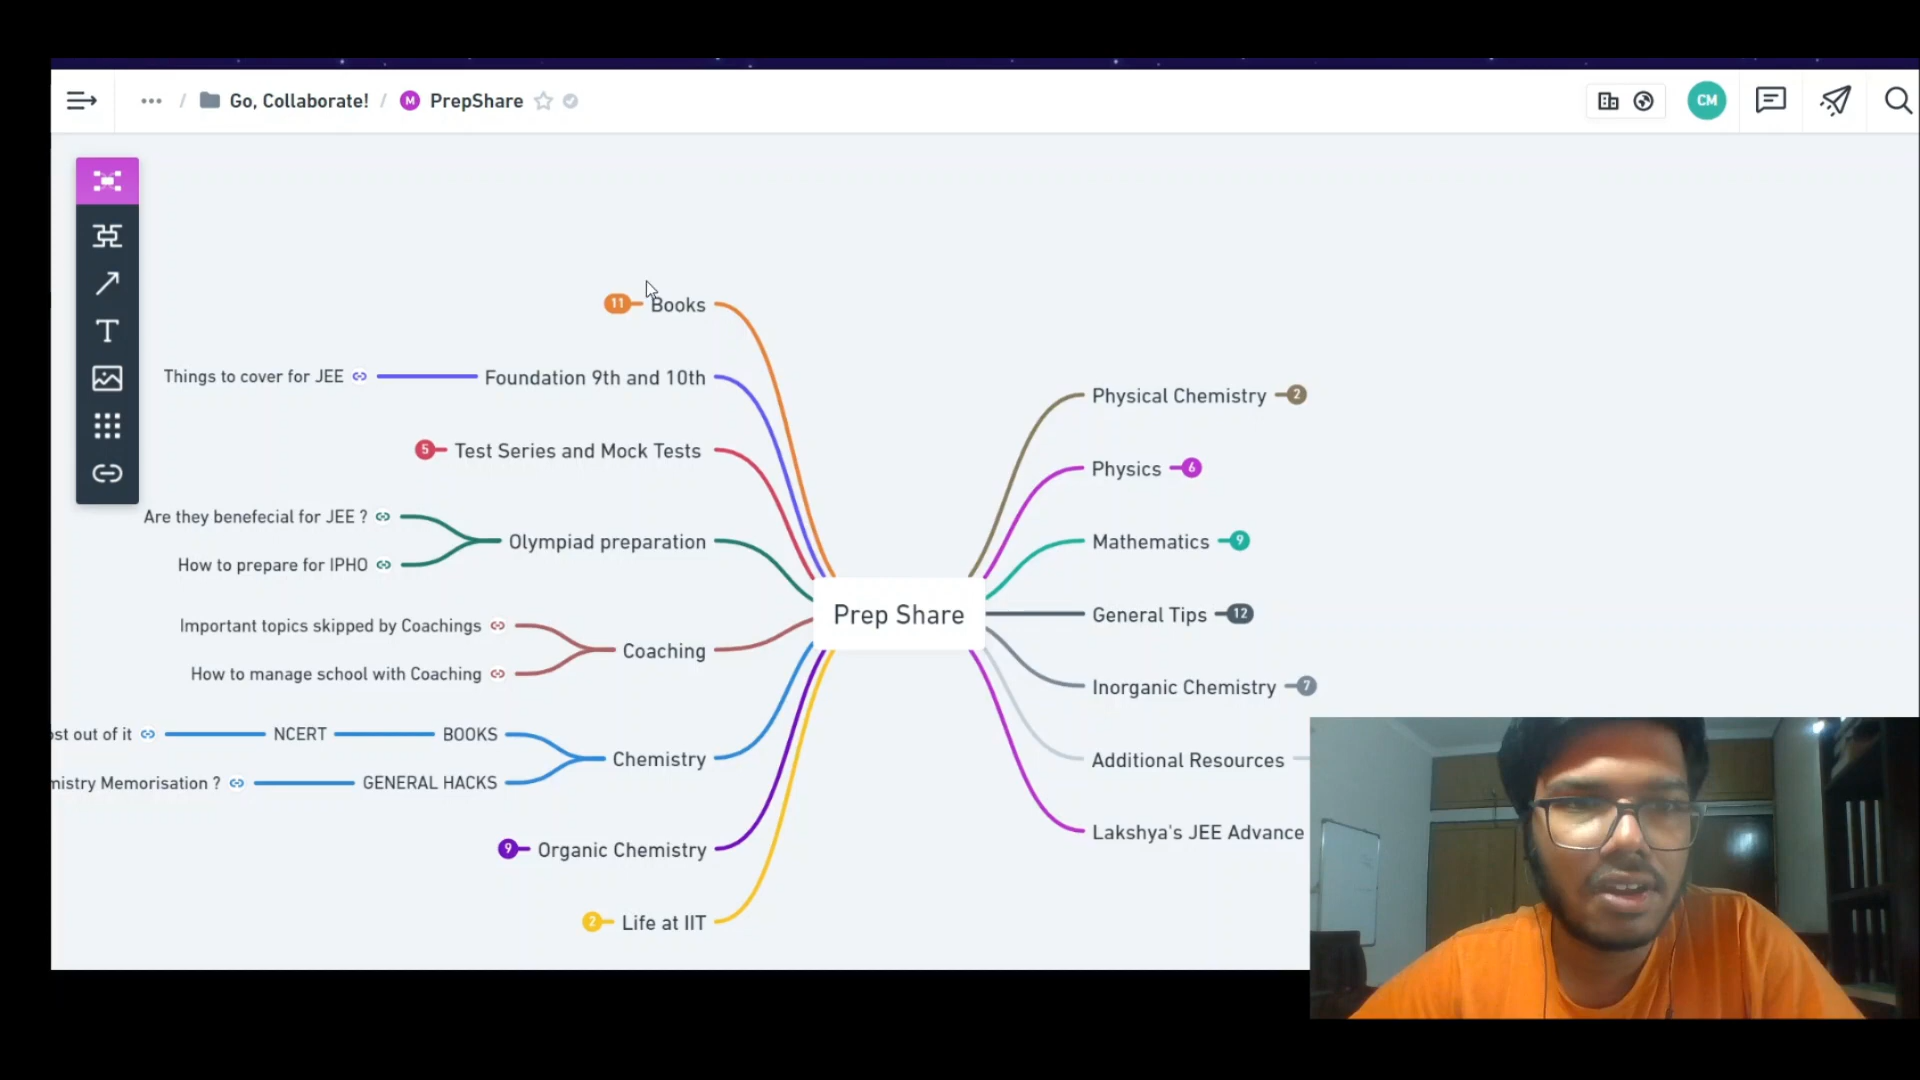 ... / Go, Collaborate! / M PrepShare
CM
11 Books
Things to cover for JEE Foundation 9th and 10th
5 Test Series and Mock Tests
Are they benefecial for JEE ?
Olympiad preparation
How to prepare for IPHO
Important topics skipped by Coachings
Coaching
How to manage school with Coaching
ost out of it NCERT BOOKS
Chemistry
mistry Memorisation ? GENERAL HACKS
9 Organic Chemistry
2 Life at IIT
Prep Share
Physical Chemistry 2
Physics 6
Mathematics 9
General Tips 12
Inorganic Chemistry 7
Additional Resources
Lakshya's JEE Advance